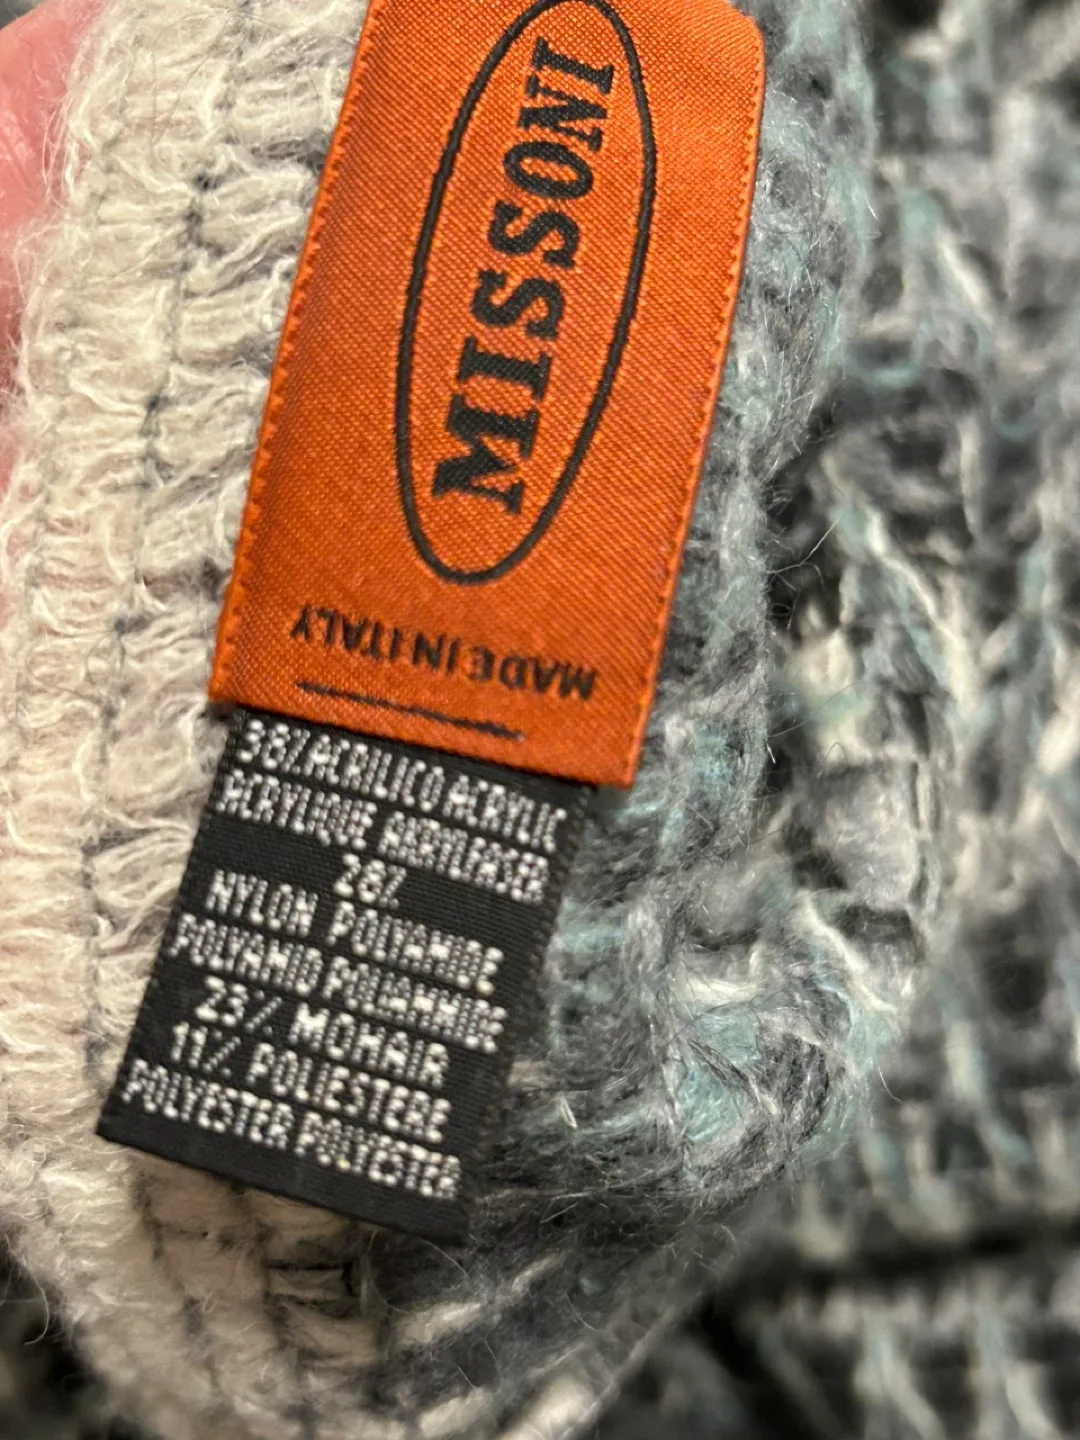 MISSONI
MADE IN ITALY
38% ACRILICO ACRYLIC
ACRYLIQUE ACRYLFASER
28%
NYLON POLYAMIDE
POLYAMID POLIAMMIDE
23% MOHAIR
11% POLIESTERE
POLYESTER POLYESTER